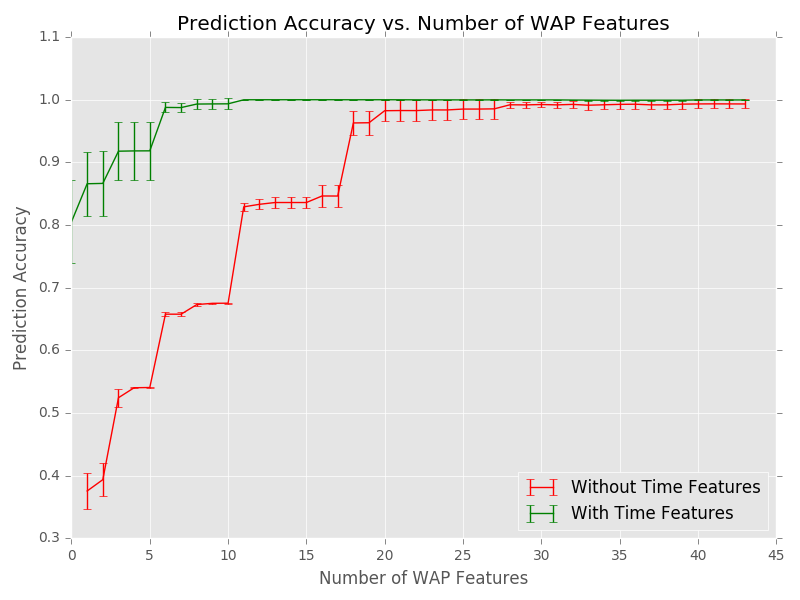 Prediction Accuracy vs. Number of WAP Features
1.1
1.0
0.9
0.8
0.7
0.6
0.5
0.4
0.3
Prediction Accuracy
Without Time Features
With Time Features
0 5 10 15 20 25 30 35 40 45
Number of WAP Features